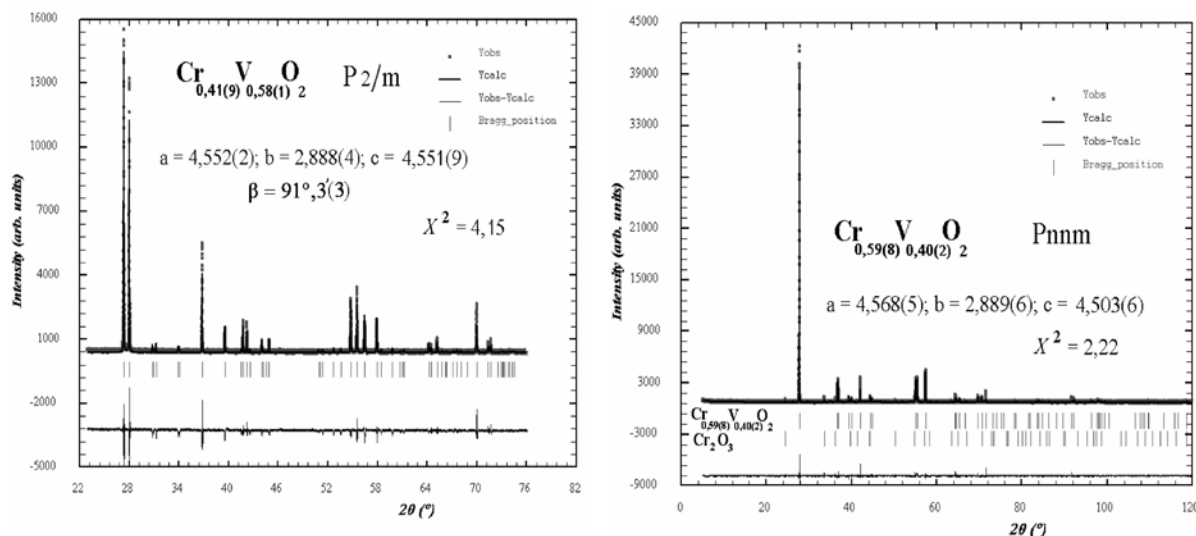 16000
13000
10000
7000
4000
1000
-2000
-5000
Intensity (arb. units)
Cr0,41(9)V0,58(1)O2 P2/m
Yobs
Ycalc
Yobs-Ycalc
Bragg_position
a = 4,552(2); b = 2,888(4); c = 4,551(9)
β = 91º,3′(3)
X² = 4,15
22 28 34 40 46 52 58 64 70 76 82
2θ (°)
45000
39000
33000
27000
21000
15000
9000
3000
-3000
-9000
Intensity (arb. units)
Yobs
Ycalc
Yobs-Ycalc
Bragg_position
Cr0,59(8)V0,40(2)O2 Pnnm
a = 4,568(5); b = 2,889(6); c = 4,503(6)
X² = 2,22
Cr0,59(8)V0,40(2)O2
Cr2O3
0 20 40 60 80 100 120
2θ (°)